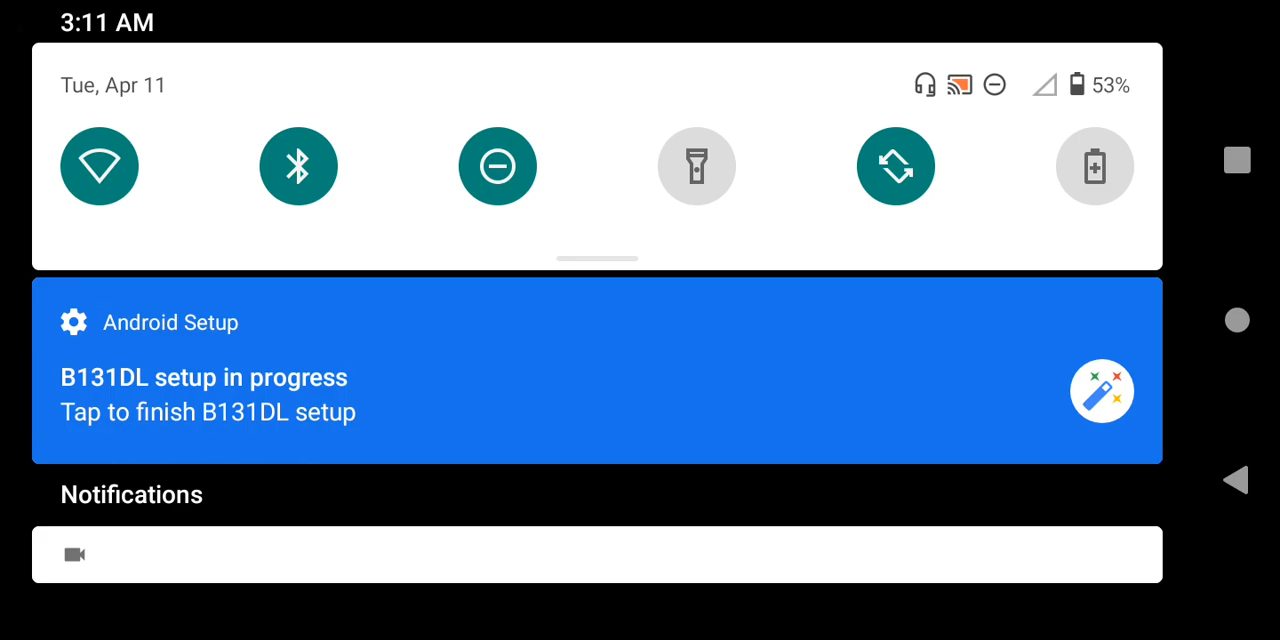 3:11 AM
Tue, Apr 11
53%
Android Setup
B131DL setup in progress
Tap to finish B131DL setup
Notifications